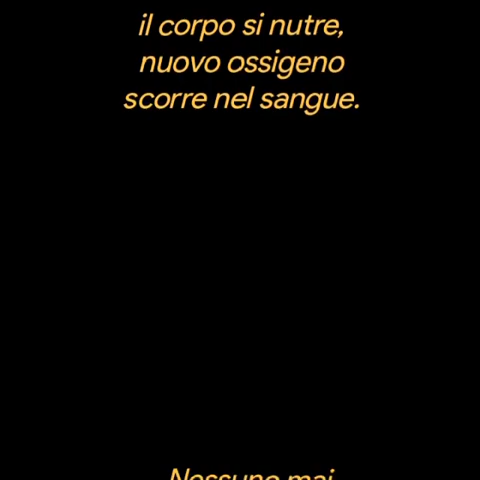 il corpo si nutre,
nuovo ossigeno
scorre nel sangue.
Nessuno mai